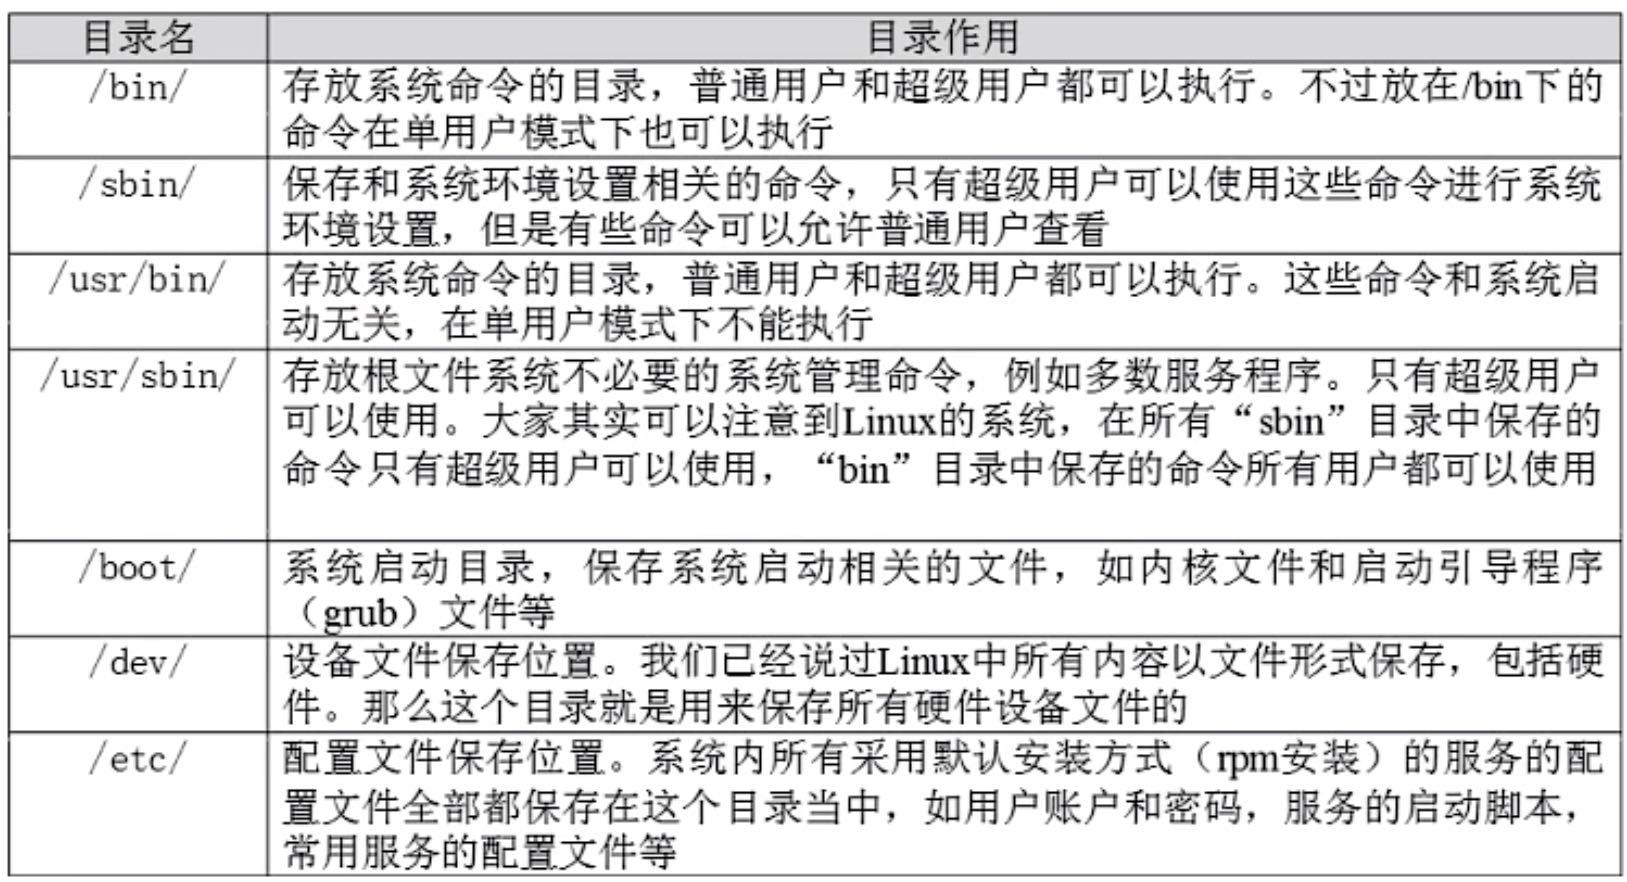 目录名 目录作用
/bin/ 存放系统命令的目录，普通用户和超级用户都可以执行。不过放在/bin下的
命令在单用户模式下也可以执行
/sbin/ 保存和系统环境设置相关的命令，只有超级用户可以使用这些命令进行系统
环境设置，但是有些命令可以允许普通用户查看
/usr/bin/ 存放系统命令的目录，普通用户和超级用户都可以执行。这些命令和系统启
动无关，在单用户模式下不能执行
/usr/sbin/ 存放根文件系统不必要的系统管理命令，例如多数服务程序。只有超级用户
可以使用。大家其实可以注意到Linux的系统，在所有“sbin”目录中保存的
命令只有超级用户可以使用，“bin”目录中保存的命令所有用户都可以使用
/boot/ 系统启动目录，保存系统启动相关的文件，如内核文件和启动引导程序
（grub）文件等
/dev/ 设备文件保存位置。我们已经说过Linux中所有内容以文件形式保存，包括硬
件。那么这个目录就是用来保存所有硬件设备文件的
/etc/ 配置文件保存位置。系统内所有采用默认安装方式（rpm安装）的服务的配
置文件全部都保存在这个目录当中，如用户账户和密码，服务的启动脚本，
常用服务的配置文件等